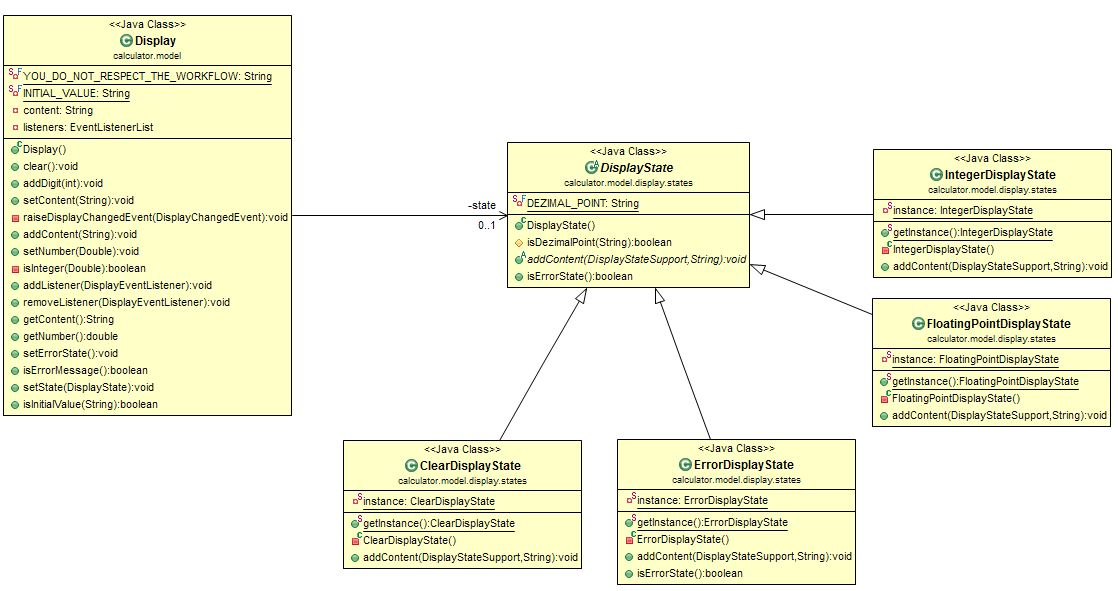 <<Java Class>>
Display
calculator.model
YOU_DO_NOT_RESPECT_THE_WORKFLOW: String
INITIAL_VALUE: String
content: String
listeners: EventListenerList
Display()
clear():void
addDigit(int):void
setContent(String):void
raiseDisplayChangedEvent(DisplayChangedEvent):void
addContent(String):void
setNumber(Double):void
isInteger(Double):boolean
addListener(DisplayEventListener):void
removeListener(DisplayEventListener):void
getContent():String
getNumber():double
setErrorState():void
isErrorMessage():boolean
setState(DisplayState):void
isInitialValue(String):boolean
-state
0..1
<<Java Class>>
DisplayState
calculator.model.display.states
DEZIMAL_POINT: String
DisplayState()
isDezimalPoint(String):boolean
addContent(DisplayStateSupport,String):void
isErrorState():boolean
<<Java Class>>
IntegerDisplayState
calculator.model.display.states
instance: IntegerDisplayState
getInstance():IntegerDisplayState
IntegerDisplayState()
addContent(DisplayStateSupport,String):void
<<Java Class>>
FloatingPointDisplayState
calculator.model.display.states
instance: FloatingPointDisplayState
getInstance():FloatingPointDisplayState
FloatingPointDisplayState()
addContent(DisplayStateSupport,String):void
<<Java Class>>
ClearDisplayState
calculator.model.display.states
instance: ClearDisplayState
getInstance():ClearDisplayState
ClearDisplayState()
addContent(DisplayStateSupport,String):void
<<Java Class>>
ErrorDisplayState
calculator.model.display.states
instance: ErrorDisplayState
getInstance():ErrorDisplayState
ErrorDisplayState()
addContent(DisplayStateSupport,String):void
isErrorState():boolean